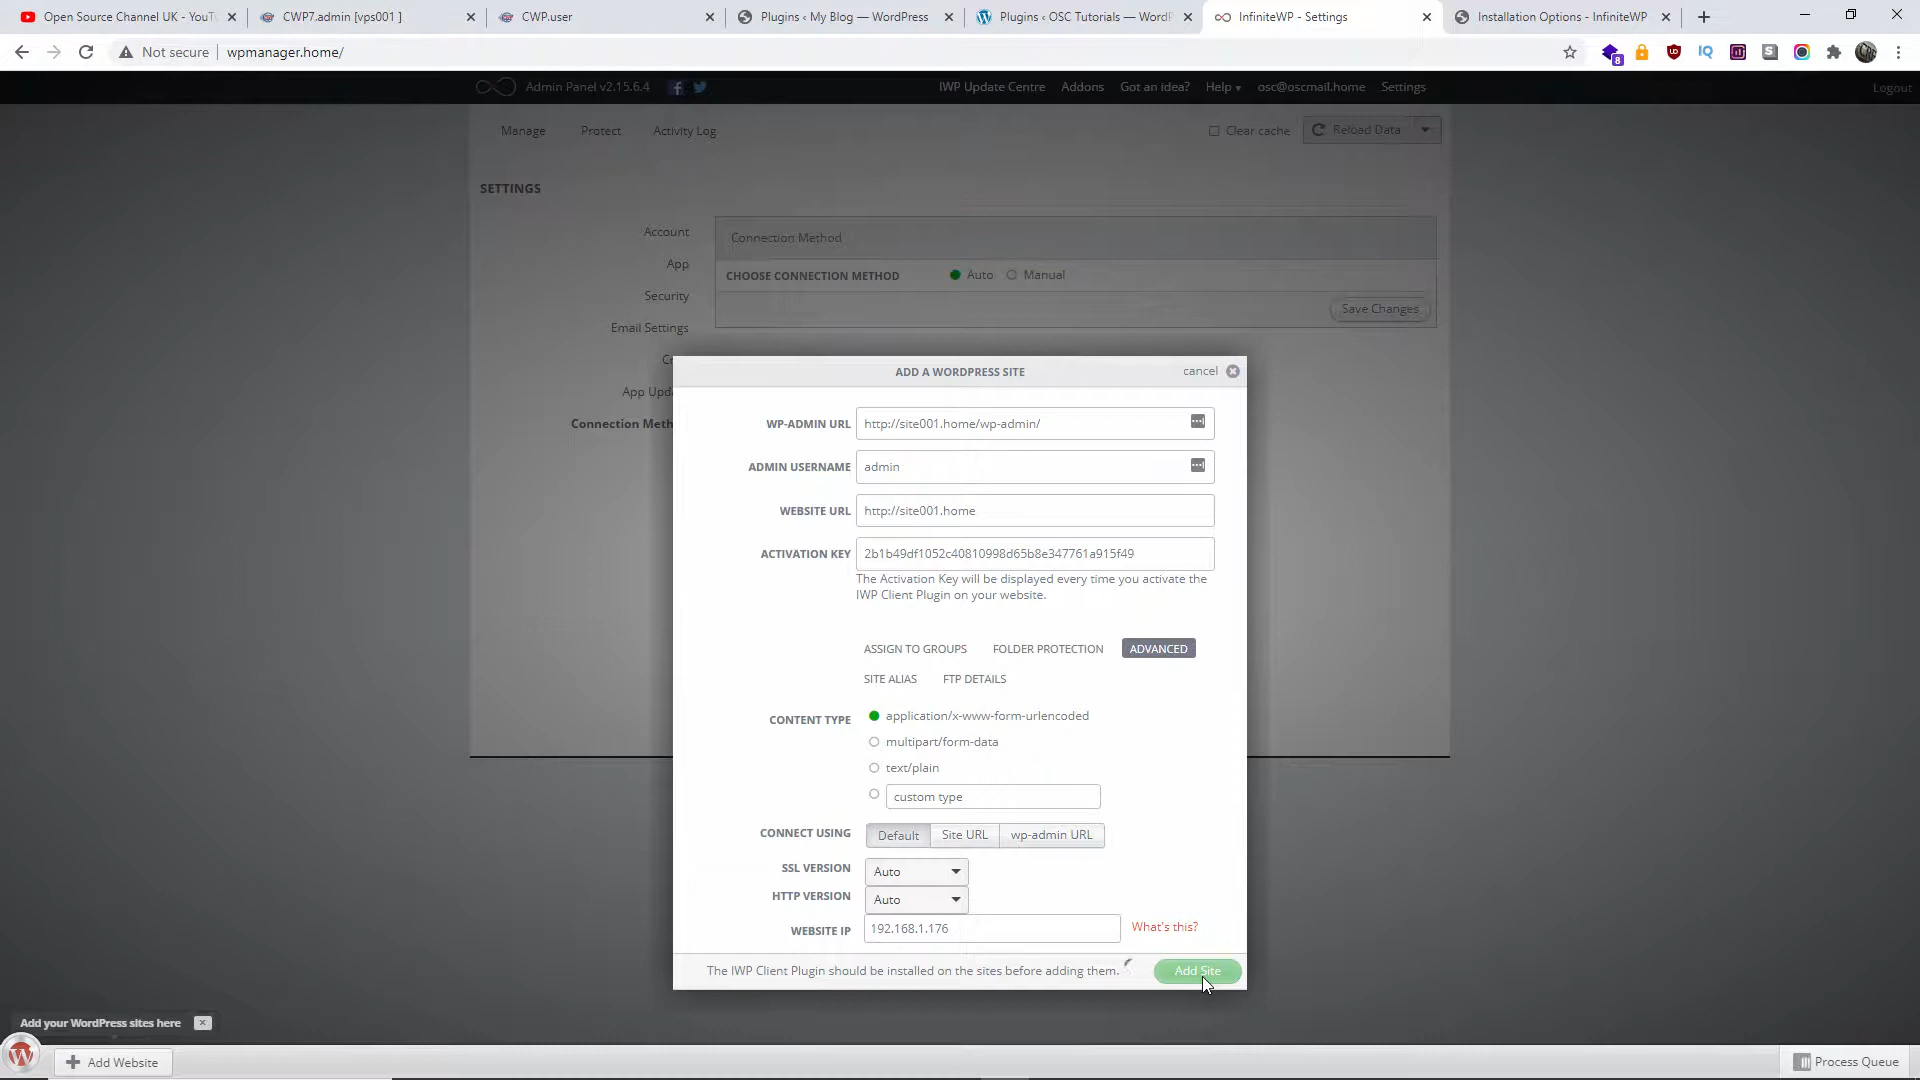 Open Source Channel UK - YouTu
CWP7.admin [vps001 ]
CWP.user
Plugins ‹ My Blog — WordPress
Plugins ‹ OSC Tutorials — WordP
InfiniteWP - Settings
Installation Options - InfiniteWP
Not secure
wpmanager.home/
8
Admin Panel v2.15.6.4
IWP Update Centre
Addons
Got an idea?
Help
osc@oscmail.home
Settings
Logout
Manage
Protect
Activity Log
Clear cache
Reload Data
SETTINGS
Account
App
Security
Email Settings
App Upd
Connection Meth
Connection Method
CHOOSE CONNECTION METHOD
Auto
Manual
Save Changes
ADD A WORDPRESS SITE
cancel
WP-ADMIN URL
http://site001.home/wp-admin/
ADMIN USERNAME
admin
WEBSITE URL
http://site001.home
ACTIVATION KEY
2b1b49df1052c40810998d65b8e347761a915f49
The Activation Key will be displayed every time you activate the
IWP Client Plugin on your website.
ASSIGN TO GROUPS
FOLDER PROTECTION
ADVANCED
SITE ALIAS
FTP DETAILS
CONTENT TYPE
application/x-www-form-urlencoded
multipart/form-data
text/plain
custom type
CONNECT USING
Default
Site URL
wp-admin URL
SSL VERSION
Auto
HTTP VERSION
Auto
WEBSITE IP
192.168.1.176
What's this?
The IWP Client Plugin should be installed on the sites before adding them.
Add Site
Add your WordPress sites here
Add Website
Process Queue